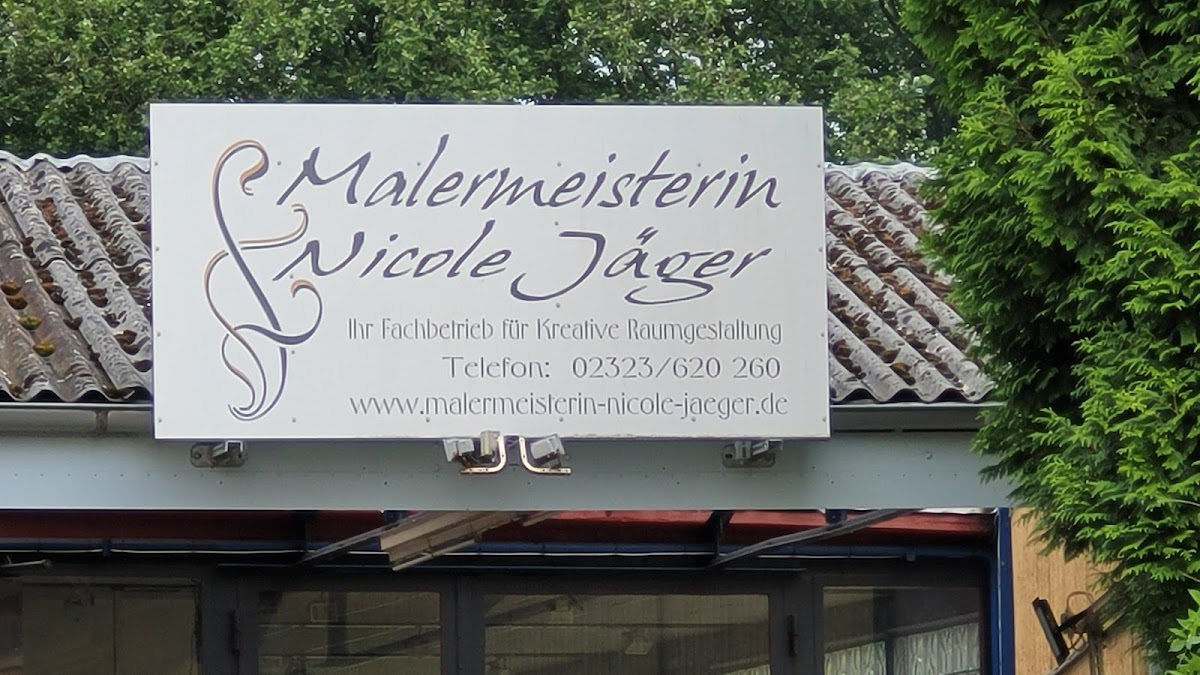 Malermeisterin
Nicole Jäger
Ihr Fachbetrieb für Kreative Raumgestaltung
Telefon: 02323/620 260
www.malermeisterin-nicole-jaeger.de